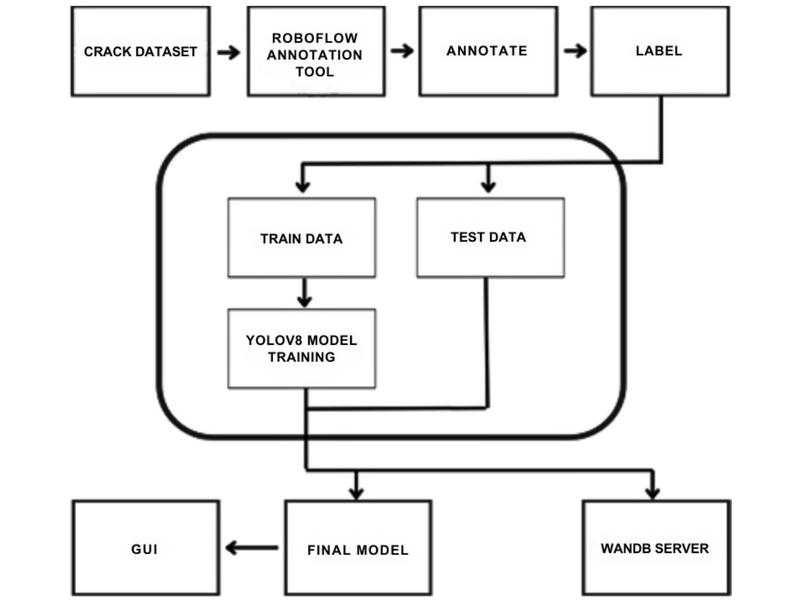 CRACK DATASET
ROBOFLOW
ANNOTATION
TOOL
ANNOTATE
LABEL
TRAIN DATA
TEST DATA
YOLOV8 MODEL
TRAINING
GUI
FINAL MODEL
WANDB SERVER